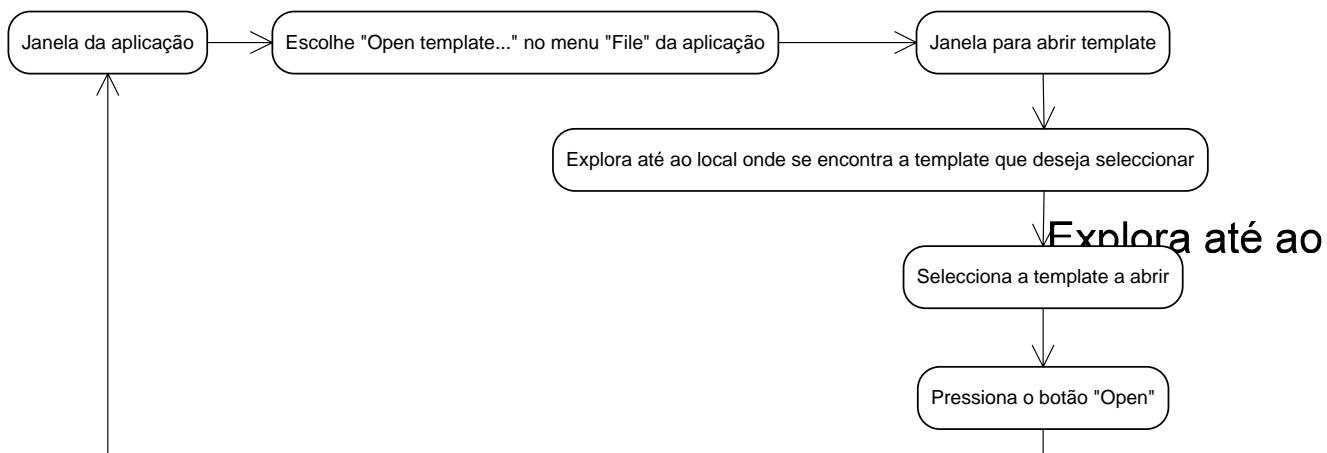 Janela da aplicação
Escolhe "Open template..." no menu "File" da aplicação
Janela para abrir template
Explora até ao local onde se encontra a template que deseja seleccionar
Explora até ao
Selecciona a template a abrir
Pressiona o botão "Open"